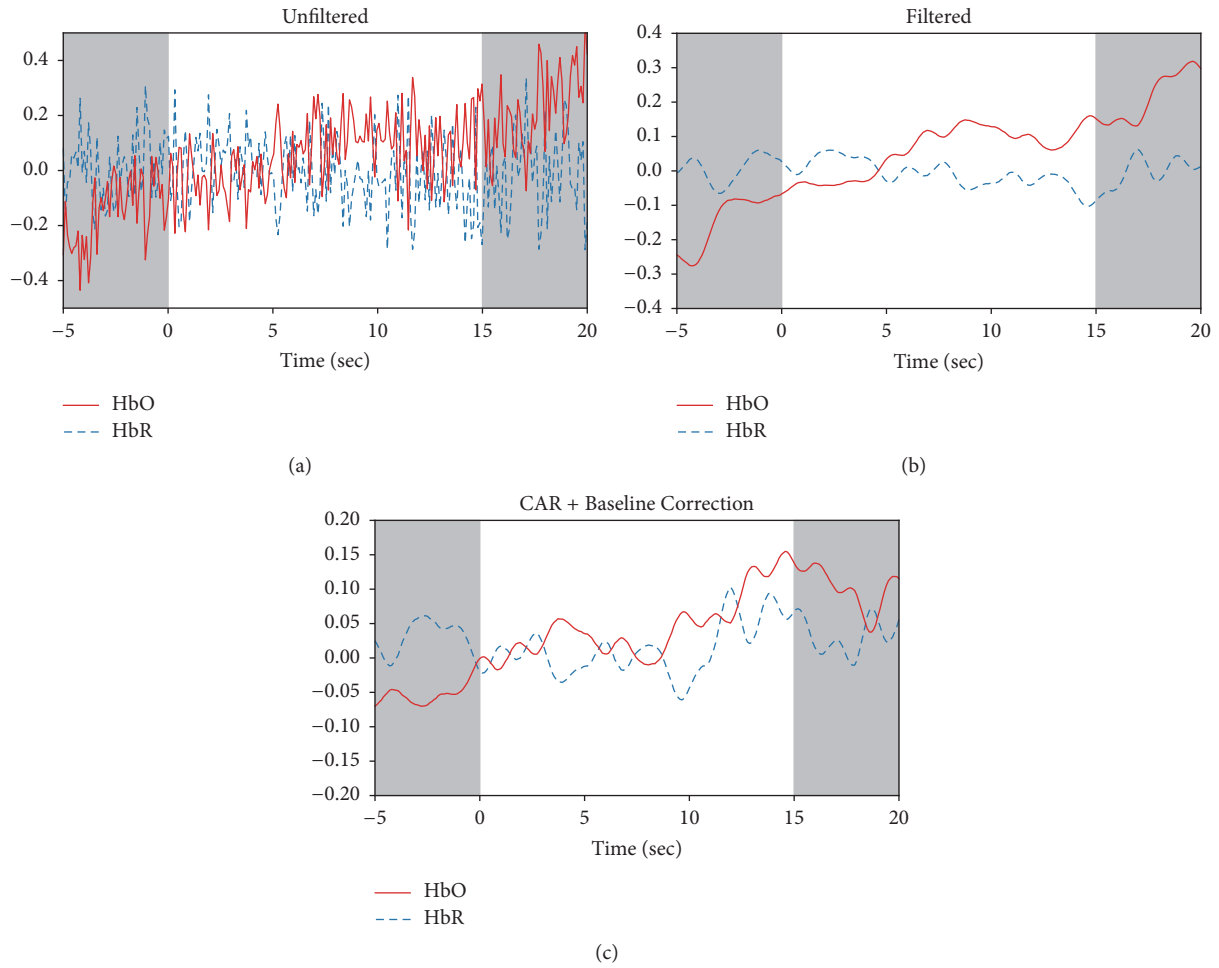 Unfiltered
0.4
0.2
0.0
−0.2
−0.4
−5
0
5
10
15
20
Time (sec)
HbO
HbR
(a)
Filtered
0.4
0.3
0.2
0.1
0.0
−0.1
−0.2
−0.3
−0.4
−5
0
5
10
15
20
Time (sec)
HbO
HbR
(b)
CAR + Baseline Correction
0.20
0.15
0.10
0.05
0.00
−0.05
−0.10
−0.15
−0.20
−5
0
5
10
15
20
Time (sec)
HbO
HbR
(c)